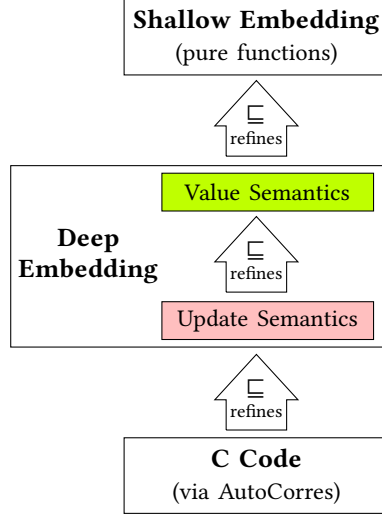 Shallow Embedding
(pure functions)
⊑
refines
Value Semantics
Deep
Embedding
⊑
refines
Update Semantics
⊑
refines
C Code
(via AutoCorres)